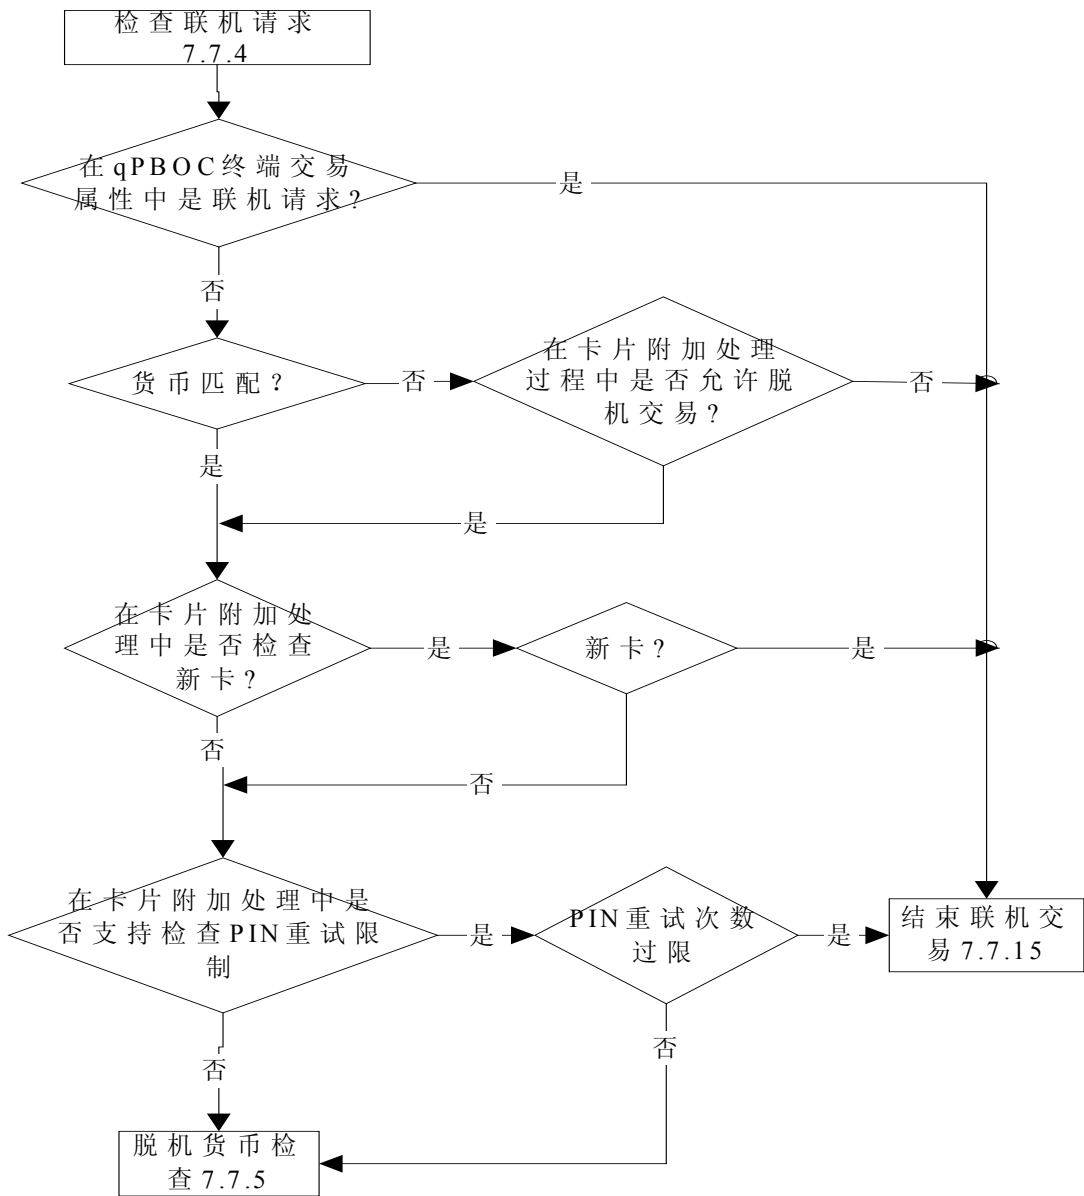 检查联机请求
7.7.4
在qPBOC终端交易
属性中是联机请求?
是
否
货币匹配?
否
在卡片附加处理
过程中是否允许脱
机交易?
否
是
是
在卡片附加处
理中是否检查
新卡?
是
新卡?
是
否
否
在卡片附加处理中是
否支持检查PIN重试限
制
是
PIN重试次数
过限
是
结束联机交
易7.7.15
否
否
脱机货币检
查7.7.5